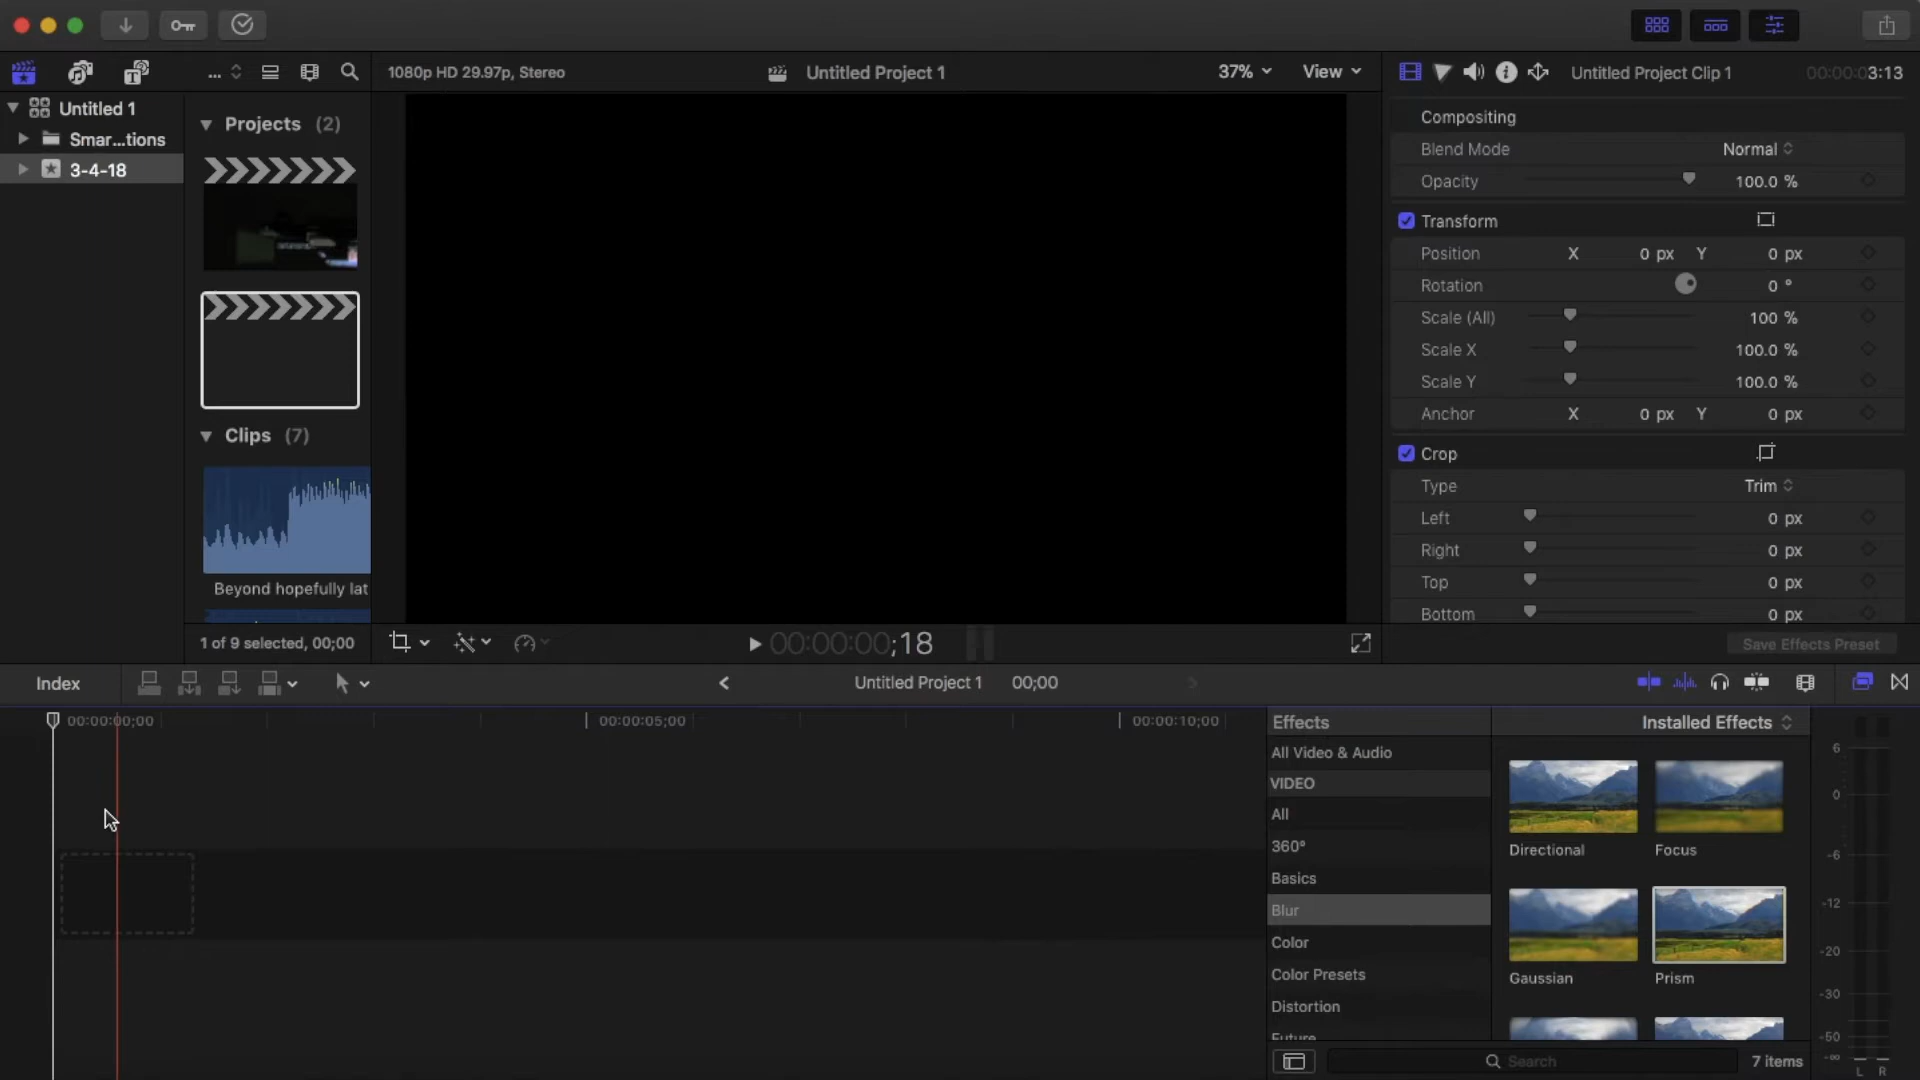 ... 1080p HD 29.97p, Stereo Untitled Project 1 37% View Untitled Project Clip 1 00:00:03:13
Untitled 1
Smar...tions
3-4-18
Projects (2)
Clips (7)
Beyond hopefully lat
1 of 9 selected, 00;00
00:00:00;18
Compositing
Blend Mode Normal
Opacity 100.0 %
Transform
Position X 0 px Y 0 px
Rotation 0 °
Scale (All) 100 %
Scale X 100.0 %
Scale Y 100.0 %
Anchor X 0 px Y 0 px
Crop
Type Trim
Left 0 px
Right 0 px
Top 0 px
Bottom 0 px
Save Effects Preset
Index Untitled Project 1 00;00
00:00:00;00 00:00:05;00 00:00:10;00
Effects Installed Effects
All Video & Audio
VIDEO
All
360°
Basics
Blur
Color
Color Presets
Distortion
Future
Directional Focus
Gaussian Prism
Search 7 items
6
0
-6
-12
-20
-30
-50
-∞
L R